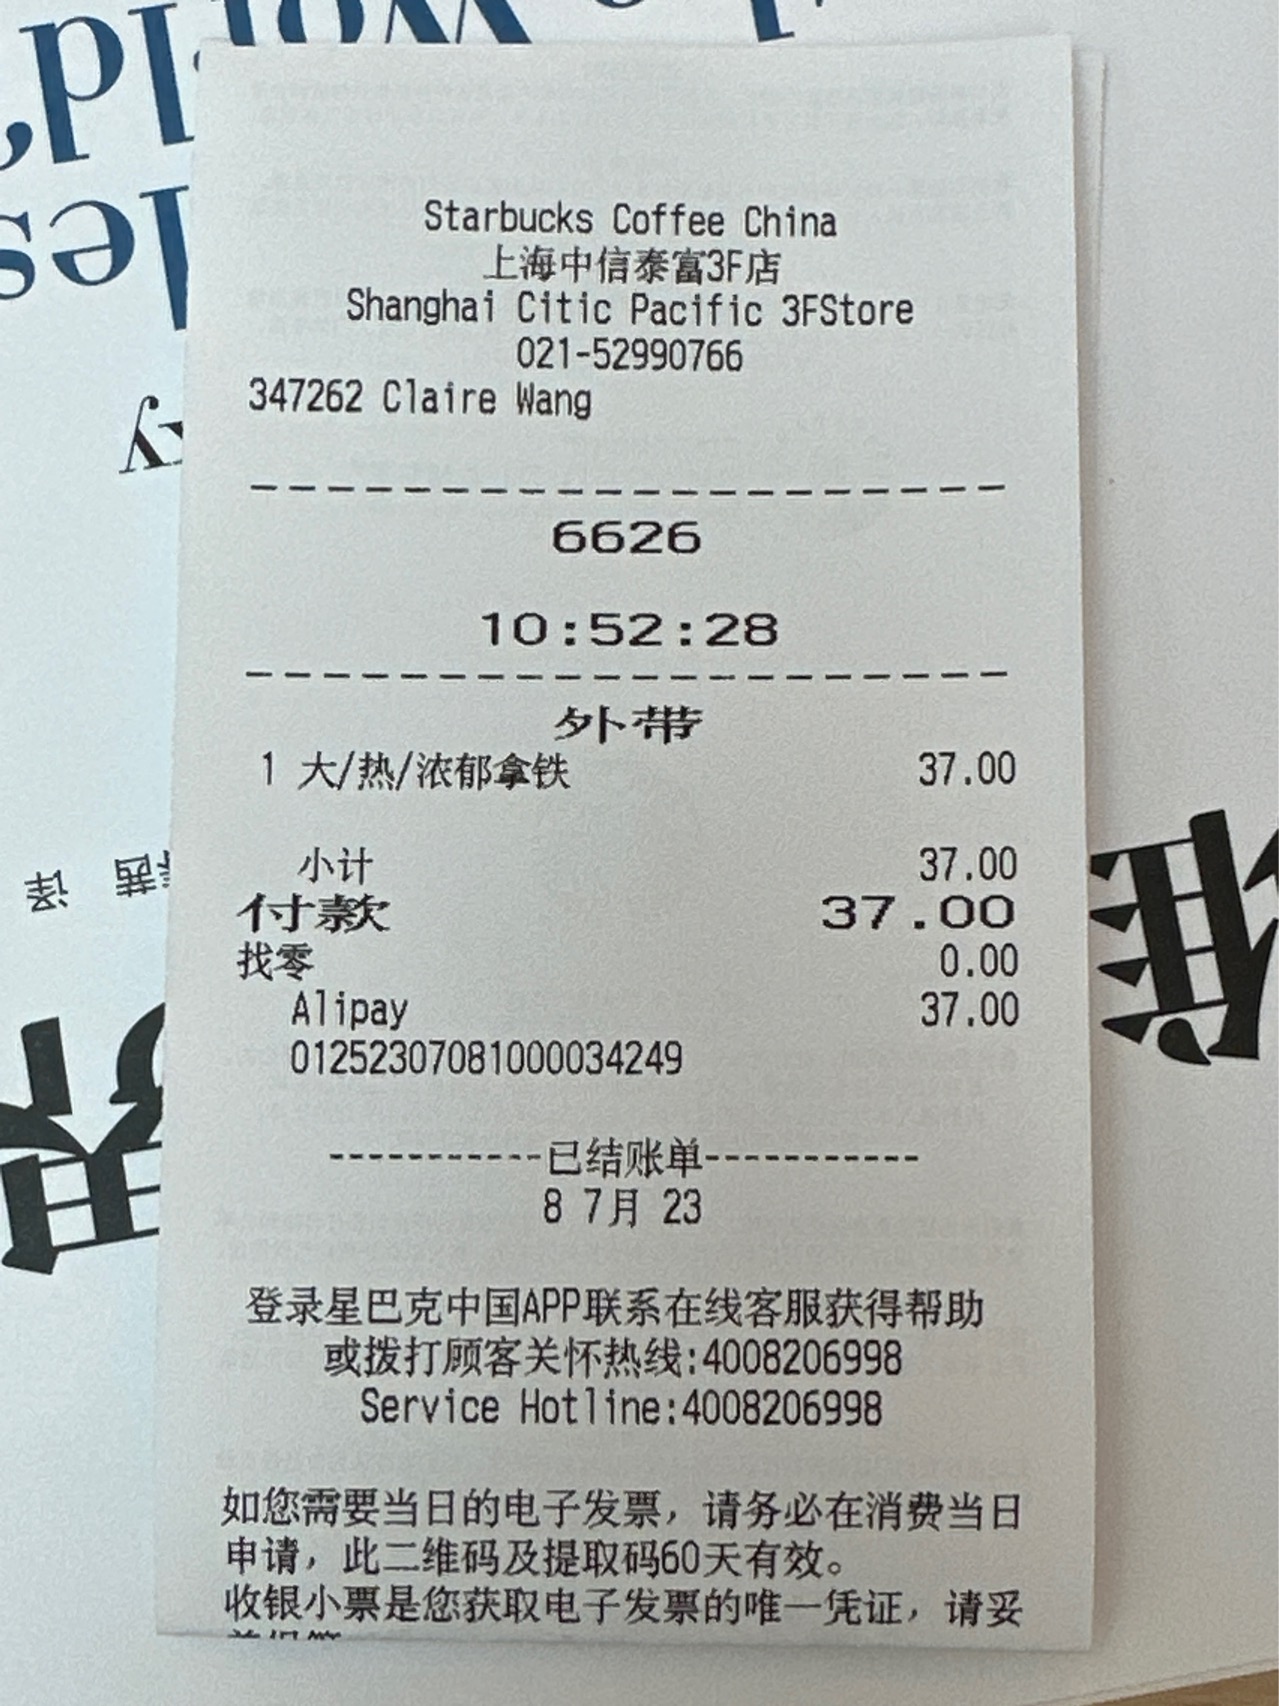 Starbucks Coffee China
上海中信泰富3F店
Shanghai Citic Pacific 3FStore
021-52990766
347262 Claire Wang
--------------------
6626
10:52:28
--------------------
外带
1 大/热/浓郁拿铁 37.00
小计 37.00
付款 37.00
找零 0.00
Alipay 37.00
01252307081000034249
-----------已结账单-----------
8 7月 23
登录星巴克中国APP联系在线客服获得帮助
或拨打顾客关怀热线:4008206998
Service Hotline:4008206998
如您需要当日的电子发票，请务必在消费当日
申请，此二维码及提取码60天有效。
收银小票是您获取电子发票的唯一凭证，请妥
译